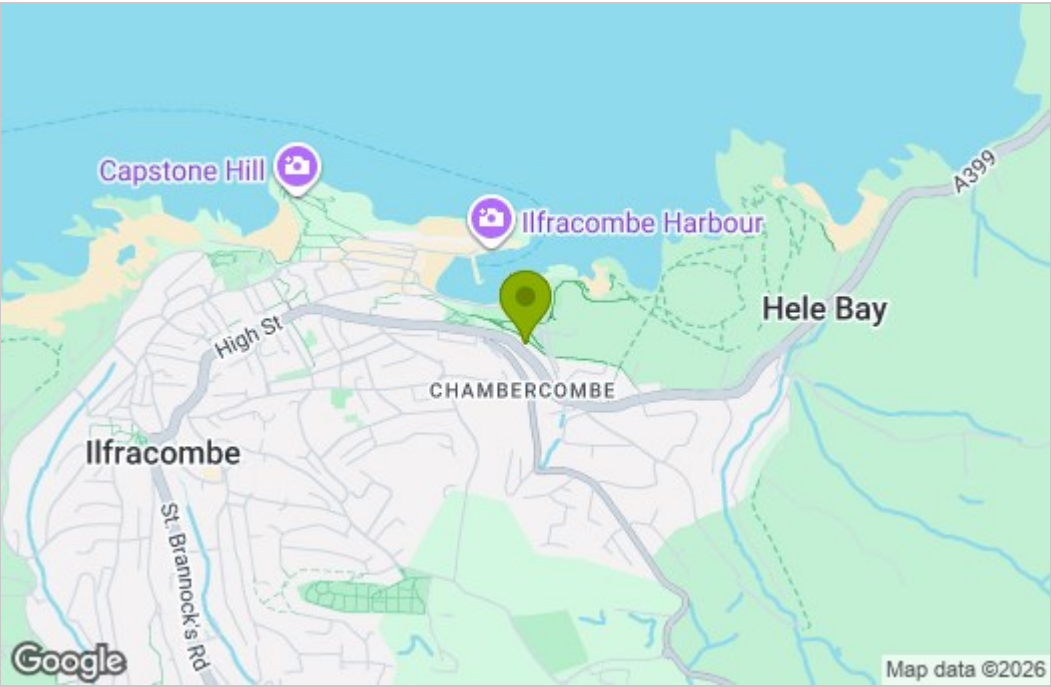 A399
Capstone Hill
Ilfracombe Harbour
Hele Bay
High St
CHAMBERCOMBE
Ilfracombe
St. Brannock's Rd
Google
Map data ©2026